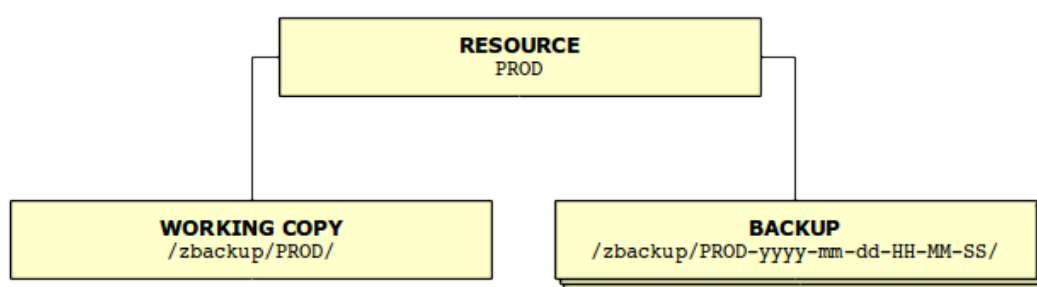 RESOURCE
PROD
WORKING COPY
/zbackup/PROD/
BACKUP
/zbackup/PROD-yyyy-mm-dd-HH-MM-SS/